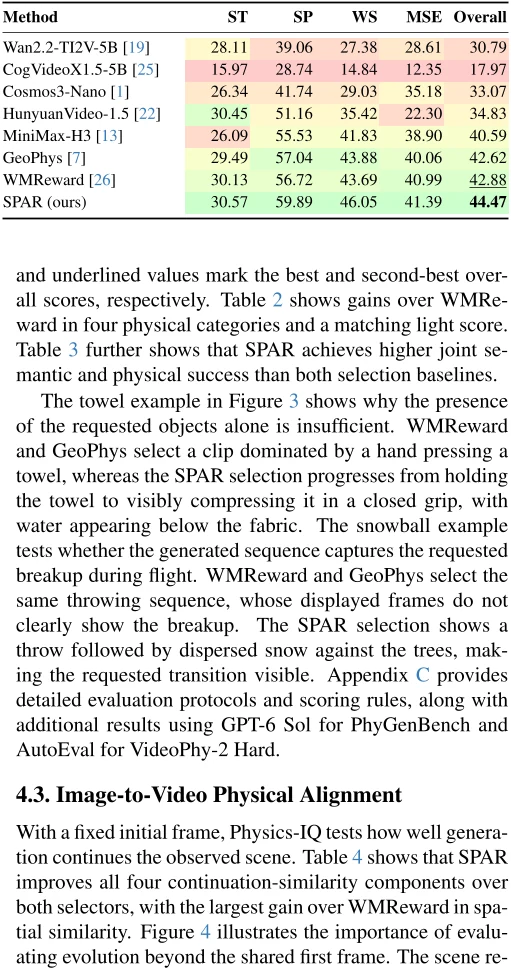 Method ST SP WS MSE Overall
Wan2.2-TI2V-5B [19] 28.11 39.06 27.38 28.61 30.79
CogVideoX1.5-5B [25] 15.97 28.74 14.84 12.35 17.97
Cosmos3-Nano [1] 26.34 41.74 29.03 35.18 33.07
HunyuanVideo-1.5 [22] 30.45 51.16 35.42 22.30 34.83
MiniMax-H3 [13] 26.09 55.53 41.83 38.90 40.59
GeoPhys [7] 29.49 57.04 43.88 40.06 42.62
WMReward [26] 30.13 56.72 43.69 40.99 42.88
SPAR (ours) 30.57 59.89 46.05 41.39 44.47
and underlined values mark the best and second-best over-
all scores, respectively. Table 2 shows gains over WMRe-
ward in four physical categories and a matching light score.
Table 3 further shows that SPAR achieves higher joint se-
mantic and physical success than both selection baselines.
The towel example in Figure 3 shows why the presence
of the requested objects alone is insufficient. WMReward
and GeoPhys select a clip dominated by a hand pressing a
towel, whereas the SPAR selection progresses from holding
the towel to visibly compressing it in a closed grip, with
water appearing below the fabric. The snowball example
tests whether the generated sequence captures the requested
breakup during flight. WMReward and GeoPhys select the
same throwing sequence, whose displayed frames do not
clearly show the breakup. The SPAR selection shows a
throw followed by dispersed snow against the trees, mak-
ing the requested transition visible. Appendix C provides
detailed evaluation protocols and scoring rules, along with
additional results using GPT-6 Sol for PhyGenBench and
AutoEval for VideoPhy-2 Hard.
4.3. Image-to-Video Physical Alignment
With a fixed initial frame, Physics-IQ tests how well genera-
tion continues the observed scene. Table 4 shows that SPAR
improves all four continuation-similarity components over
both selectors, with the largest gain over WMReward in spa-
tial similarity. Figure 4 illustrates the importance of evalu-
ating evolution beyond the shared first frame. The scene re-